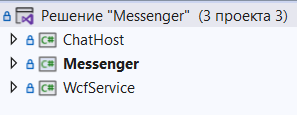 Решение "Messenger" (3 проекта 3)
C# ChatHost
C# Messenger
C# WcfService